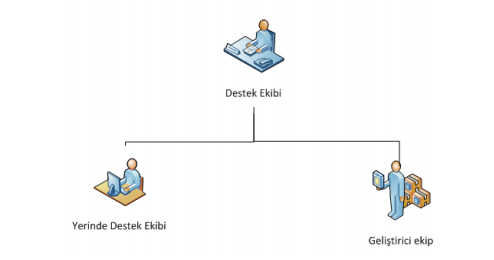 Destek Ekibi
Yerinde Destek Ekibi
Geliştirici ekip